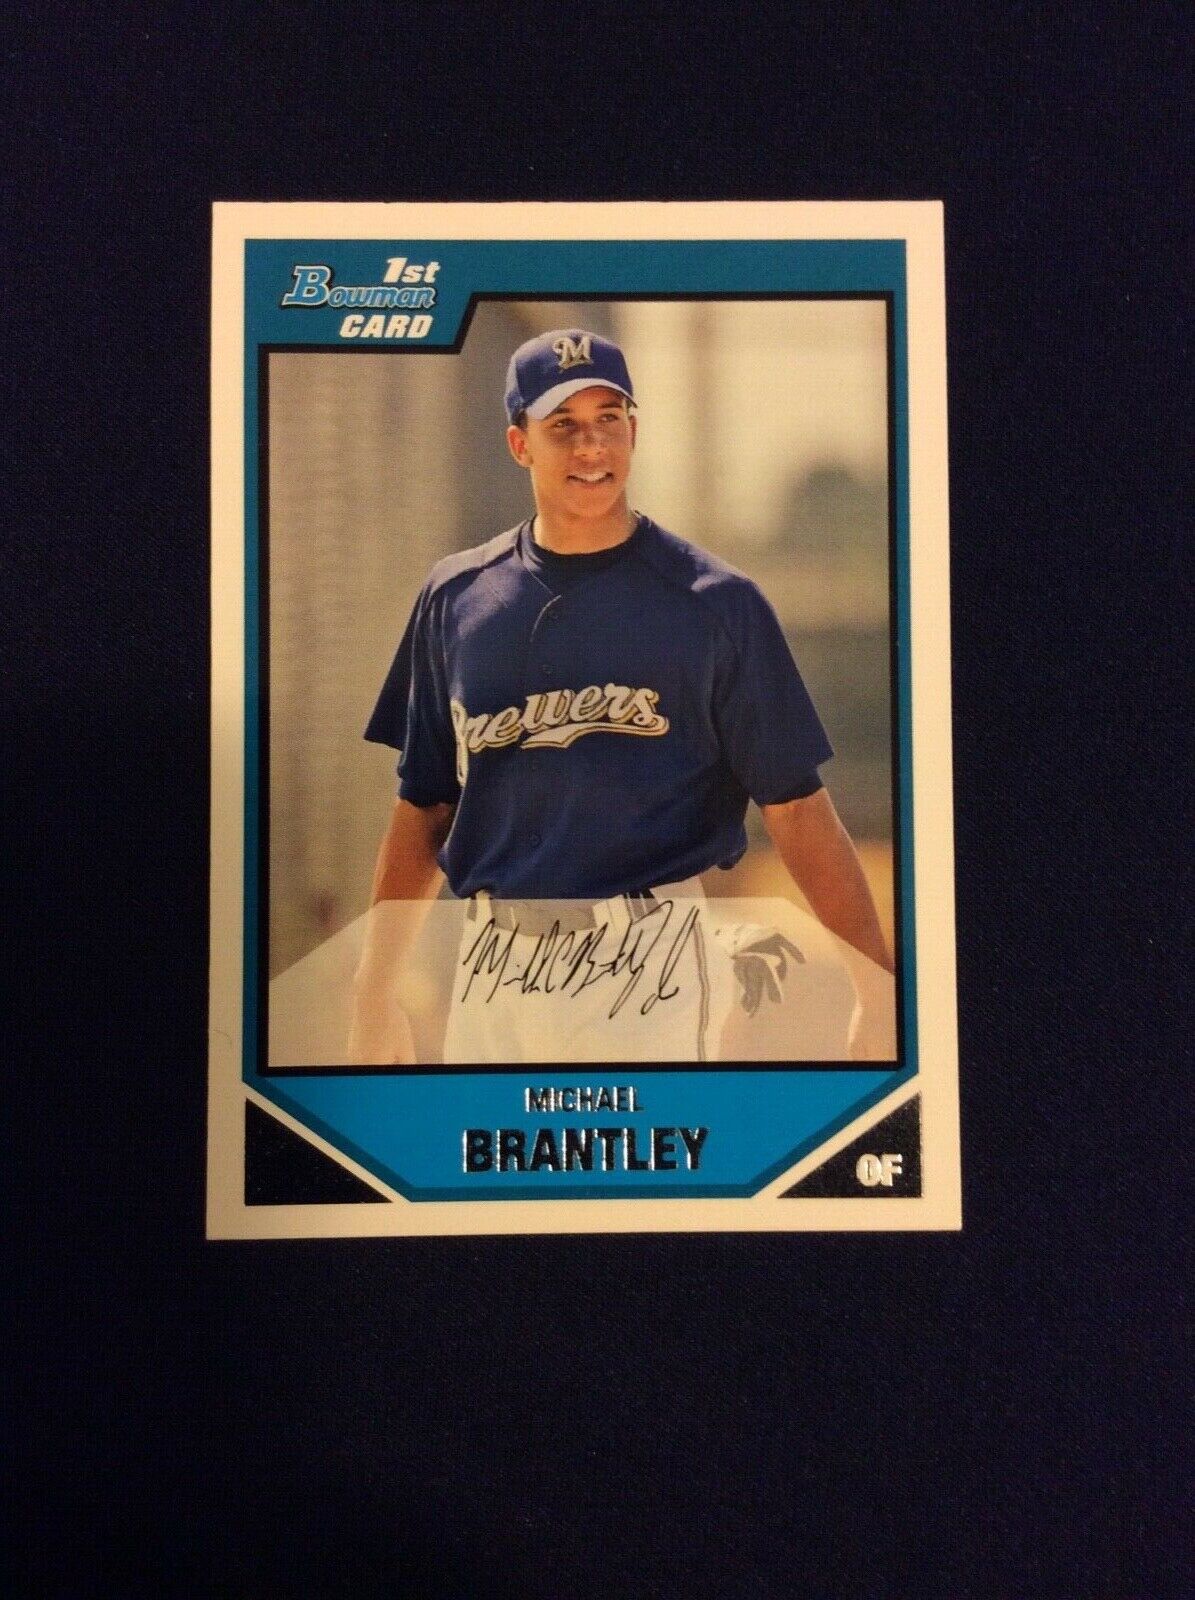 1st
Bowman
CARD
M
Brewers
MICHAEL
BRANTLEY
OF